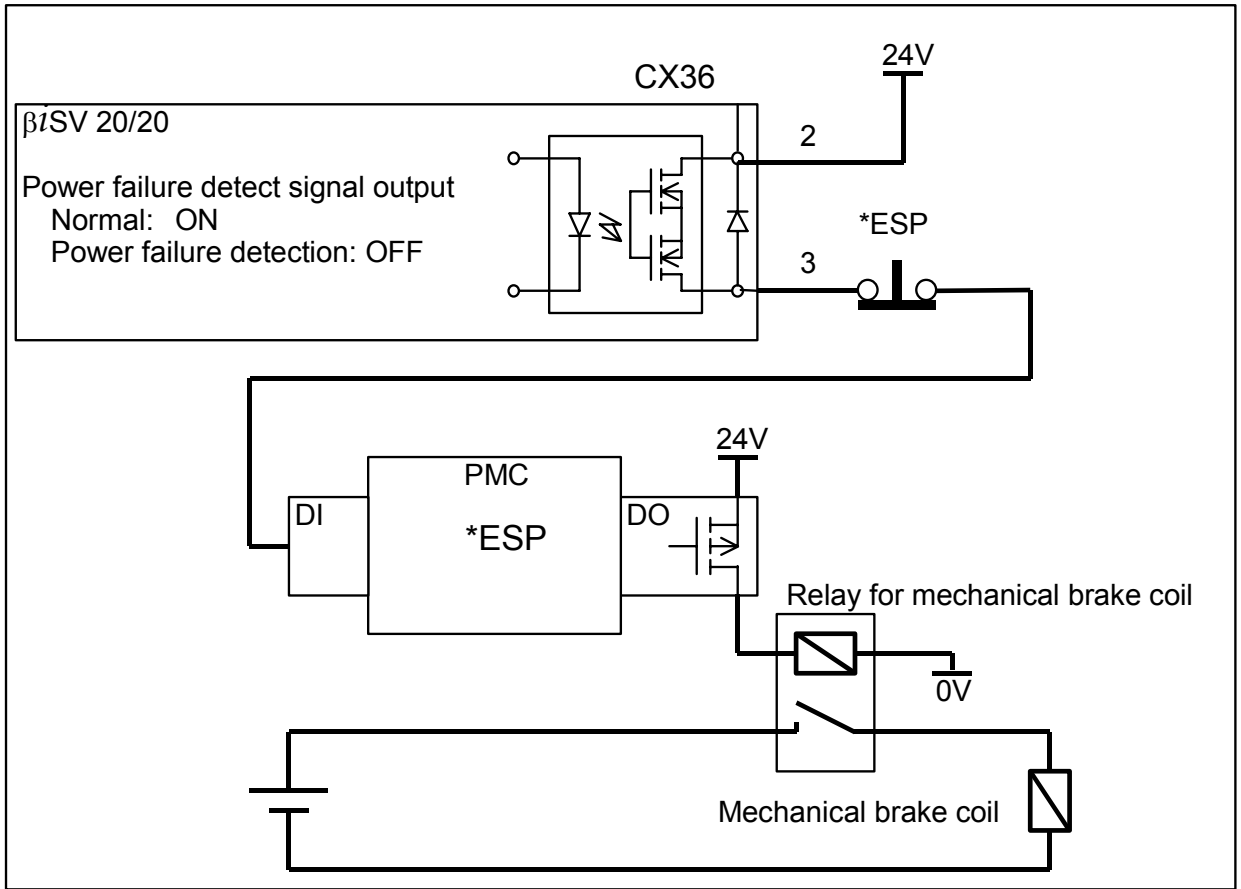 24V
CX36
βiSV 20/20
2
Power failure detect signal output
Normal: ON
Power failure detection: OFF
*ESP
3
24V
PMC
DI
*ESP
DO
Relay for mechanical brake coil
0V
Mechanical brake coil